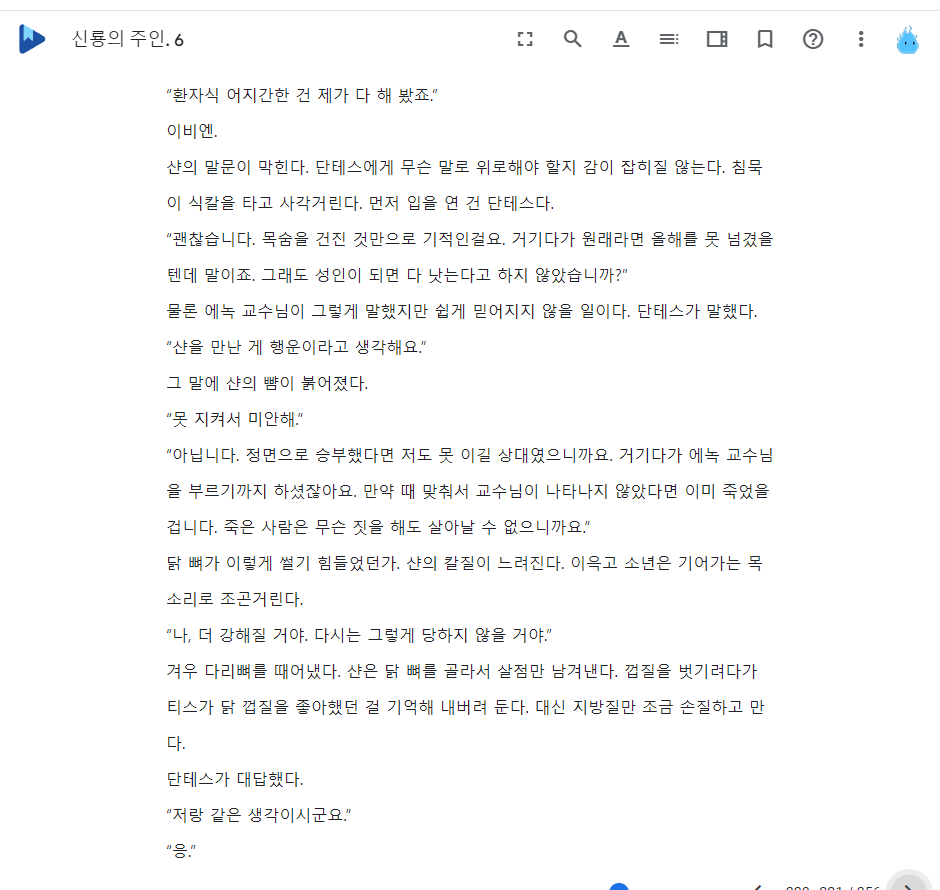 신룡의 주인. 6
"환자식 어지간한 건 제가 다 해 봤죠."
이비엔.
샨의 말문이 막힌다. 단테스에게 무슨 말로 위로해야 할지 감이 잡히질 않는다. 침묵
이 식칼을 타고 사각거린다. 먼저 입을 연 건 단테스다.
"괜찮습니다. 목숨을 건진 것만으로 기적인걸요. 거기다가 원래라면 올해를 못 넘겼을
텐데 말이죠. 그래도 성인이 되면 다 낫는다고 하지 않았습니까?"
물론 에녹 교수님이 그렇게 말했지만 쉽게 믿어지지 않을 일이다. 단테스가 말했다.
"샨을 만난 게 행운이라고 생각해요."
그 말에 샨의 뺨이 붉어졌다.
"못 지켜서 미안해."
"아닙니다. 정면으로 승부했다면 저도 못 이길 상대였으니까요. 거기다가 에녹 교수님
을 부르기까지 하셨잖아요. 만약 때 맞춰서 교수님이 나타나지 않았다면 이미 죽었을
겁니다. 죽은 사람은 무슨 짓을 해도 살아날 수 없으니까요."
닭 뼈가 이렇게 썰기 힘들었던가. 샨의 칼질이 느려진다. 이윽고 소년은 기어가는 목
소리로 조곤거린다.
"나, 더 강해질 거야. 다시는 그렇게 당하지 않을 거야."
겨우 다리뼈를 때어냈다. 샨은 닭 뼈를 골라서 살점만 남겨낸다. 껍질을 벗기려다가
티스가 닭 껍질을 좋아했던 걸 기억해 내버려 둔다. 대신 지방질만 조금 손질하고 만
다.
단테스가 대답했다.
"저랑 같은 생각이시군요."
"응."